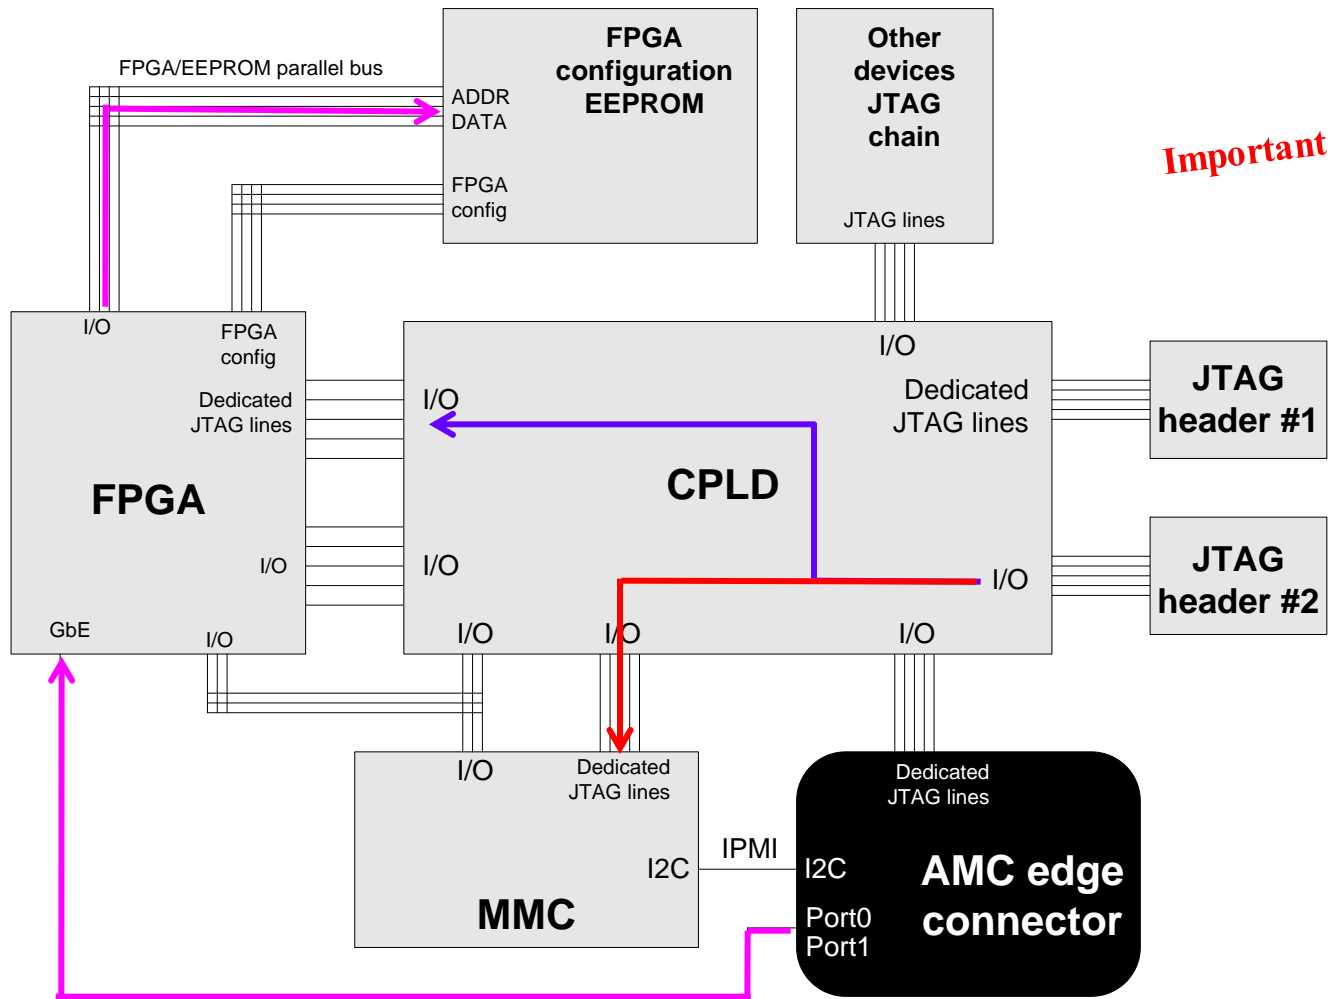 FPGA
configuration
EEPROM
Other
devices
JTAG
chain
FPGA/EEPROM parallel bus
ADDR
DATA
Important
FPGA
config
JTAG lines
I/O
FPGA
config
I/O
Dedicated
JTAG lines
I/O
Dedicated
JTAG lines
JTAG
header #1
FPGA
CPLD
I/O
I/O
I/O
JTAG
header #2
GbE
I/O
I/O
I/O
I/O
I/O
Dedicated
JTAG lines
Dedicated
JTAG lines
I2C
IPMI
I2C
AMC edge
connector
MMC
Port0
Port1